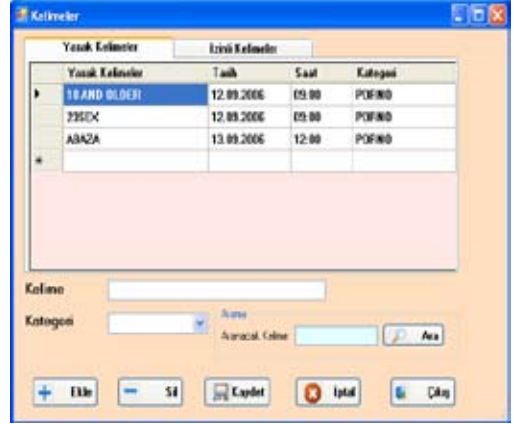 Kelimeler
Yasak Kelimeler İzinli Kelimeler
Yasak Kelimeler Tarih Saat Kategori
18 AND OLDER 12.09.2006 09:00 PORNO
23SEX 12.09.2006 09:00 PORNO
ABAZA 13.09.2006 12:00 PORNO
Kelime
Kategori
Arama
Aranacak Kelime Ara
Ekle Sil Kaydet İptal Çıkış